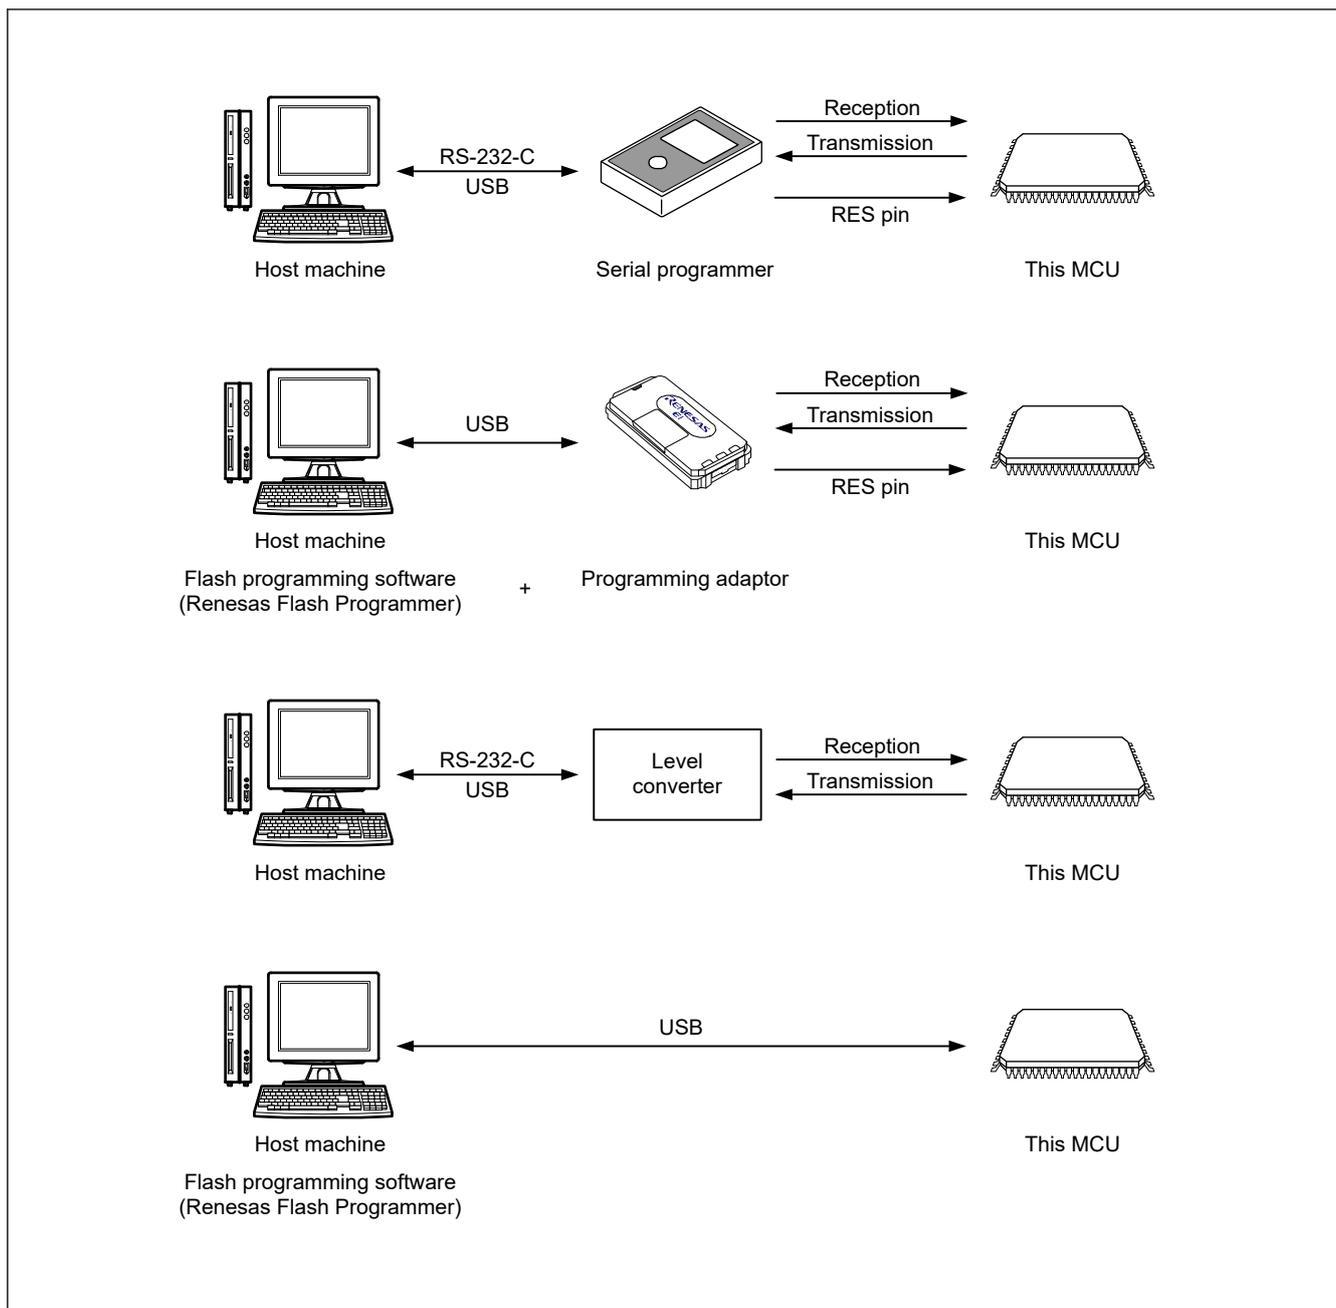 Reception
RS-232-C
Transmission
USB
RES pin
Host machine
Serial programmer
This MCU
Reception
USB
RENESAS
E1
Transmission
RES pin
Host machine
This MCU
Flash programming software
+
Programming adaptor
(Renesas Flash Programmer)
Reception
RS-232-C
Level
USB
converter
Transmission
Host machine
This MCU
USB
Host machine
This MCU
Flash programming software
(Renesas Flash Programmer)